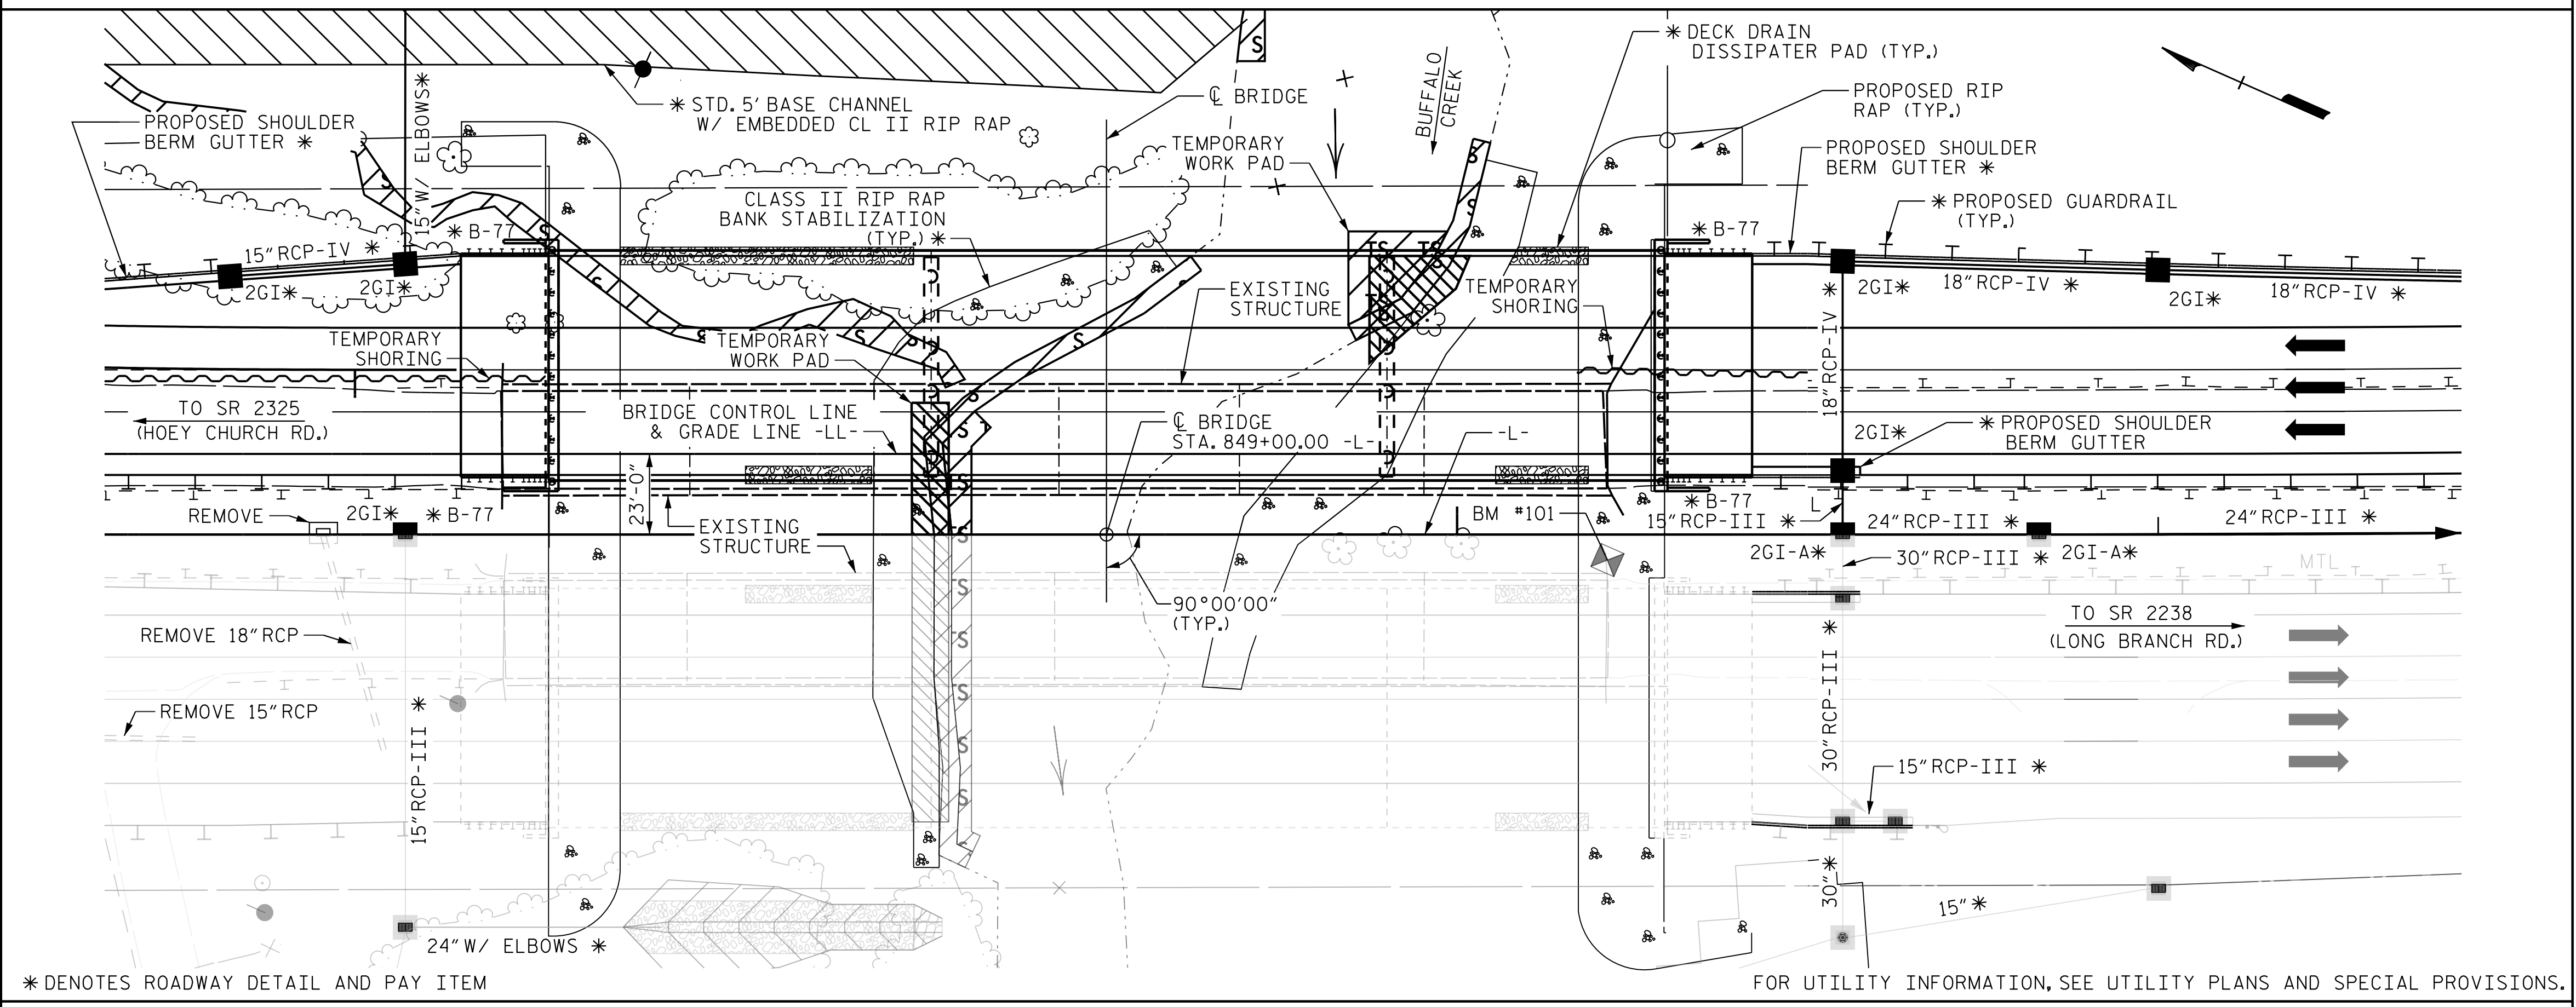 * DECK DRAIN
DISSIPATER PAD (TYP.)
PROPOSED RIP
RAP (TYP.)
* STD. 5' BASE CHANNEL
W/ EMBEDDED CL II RIP RAP
℄ BRIDGE
BUFFALO
CREEK
S
PROPOSED SHOULDER
BERM GUTTER *
15" W/ ELBOWS *
TEMPORARY
WORK PAD
PROPOSED SHOULDER
BERM GUTTER *
* PROPOSED GUARDRAIL
(TYP.)
CLASS II RIP RAP
BANK STABILIZATION
(TYP.) *
* B-77
* B-77
15" RCP-IV *
2GI*
2GI*
TS
TS
TS
EXISTING
STRUCTURE
TEMPORARY
SHORING
2GI*
18" RCP-IV *
2GI*
18" RCP-IV *
18" RCP-IV *
TEMPORARY
SHORING
TEMPORARY
WORK PAD
TO SR 2325
(HOEY CHURCH RD.)
BRIDGE CONTROL LINE
& GRADE LINE -LL-
℄ BRIDGE
STA. 849+00.00 -L-
-L-
2GI*
* PROPOSED SHOULDER
BERM GUTTER
23'-0"
REMOVE
2GI*
* B-77
EXISTING
STRUCTURE
BM #101
* B-77
15" RCP-III *
L
24" RCP-III *
24" RCP-III *
2GI-A*
30" RCP-III *
2GI-A*
MTL
90°00'00"
(TYP.)
TS
TS
TS
S
S
REMOVE 18" RCP
TO SR 2238
(LONG BRANCH RD.)
REMOVE 15" RCP
15" RCP-III *
30" RCP-III *
15" RCP-III *
30" *
15" *
24" W/ ELBOWS *
* DENOTES ROADWAY DETAIL AND PAY ITEM
FOR UTILITY INFORMATION, SEE UTILITY PLANS AND SPECIAL PROVISIONS.